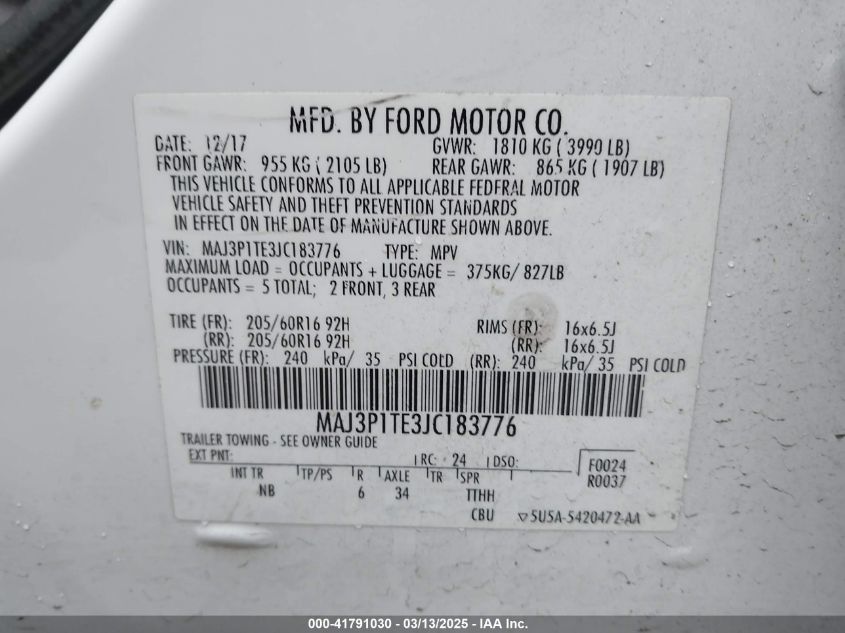 MFD. BY FORD MOTOR CO.
DATE: 12/17 GVWR: 1810 KG ( 3990 LB)
FRONT GAWR: 955 KG ( 2105 LB) REAR GAWR: 865 KG ( 1907 LB)
THIS VEHICLE CONFORMS TO ALL APPLICABLE FEDERAL MOTOR
VEHICLE SAFETY AND THEFT PREVENTION STANDARDS
IN EFFECT ON THE DATE OF MANUFACTURE SHOWN ABOVE.
VIN: MAJ3P1TE3JC183776 TYPE: MPV
MAXIMUM LOAD = OCCUPANTS + LUGGAGE = 375KG/ 827LB
OCCUPANTS = 5 TOTAL; 2 FRONT, 3 REAR
TIRE (FR): 205/60R16 92H RIMS (FR): 16x6.5J
(RR): 205/60R16 92H (RR): 16x6.5J
PRESSURE (FR): 240 kPa/ 35 PSI COLD (RR): 240 kPa/ 35 PSI COLD
MAJ3P1TE3JC183776
TRAILER TOWING - SEE OWNER GUIDE
EXT PNT: RC: 24 DSO: F0024
R0037
INT TR TP/PS R AXLE TR SPR
NB 6 34 TTHH
CBU 5U5A-5420472-AA
000-41791030 - 03/13/2025 - IAA Inc.